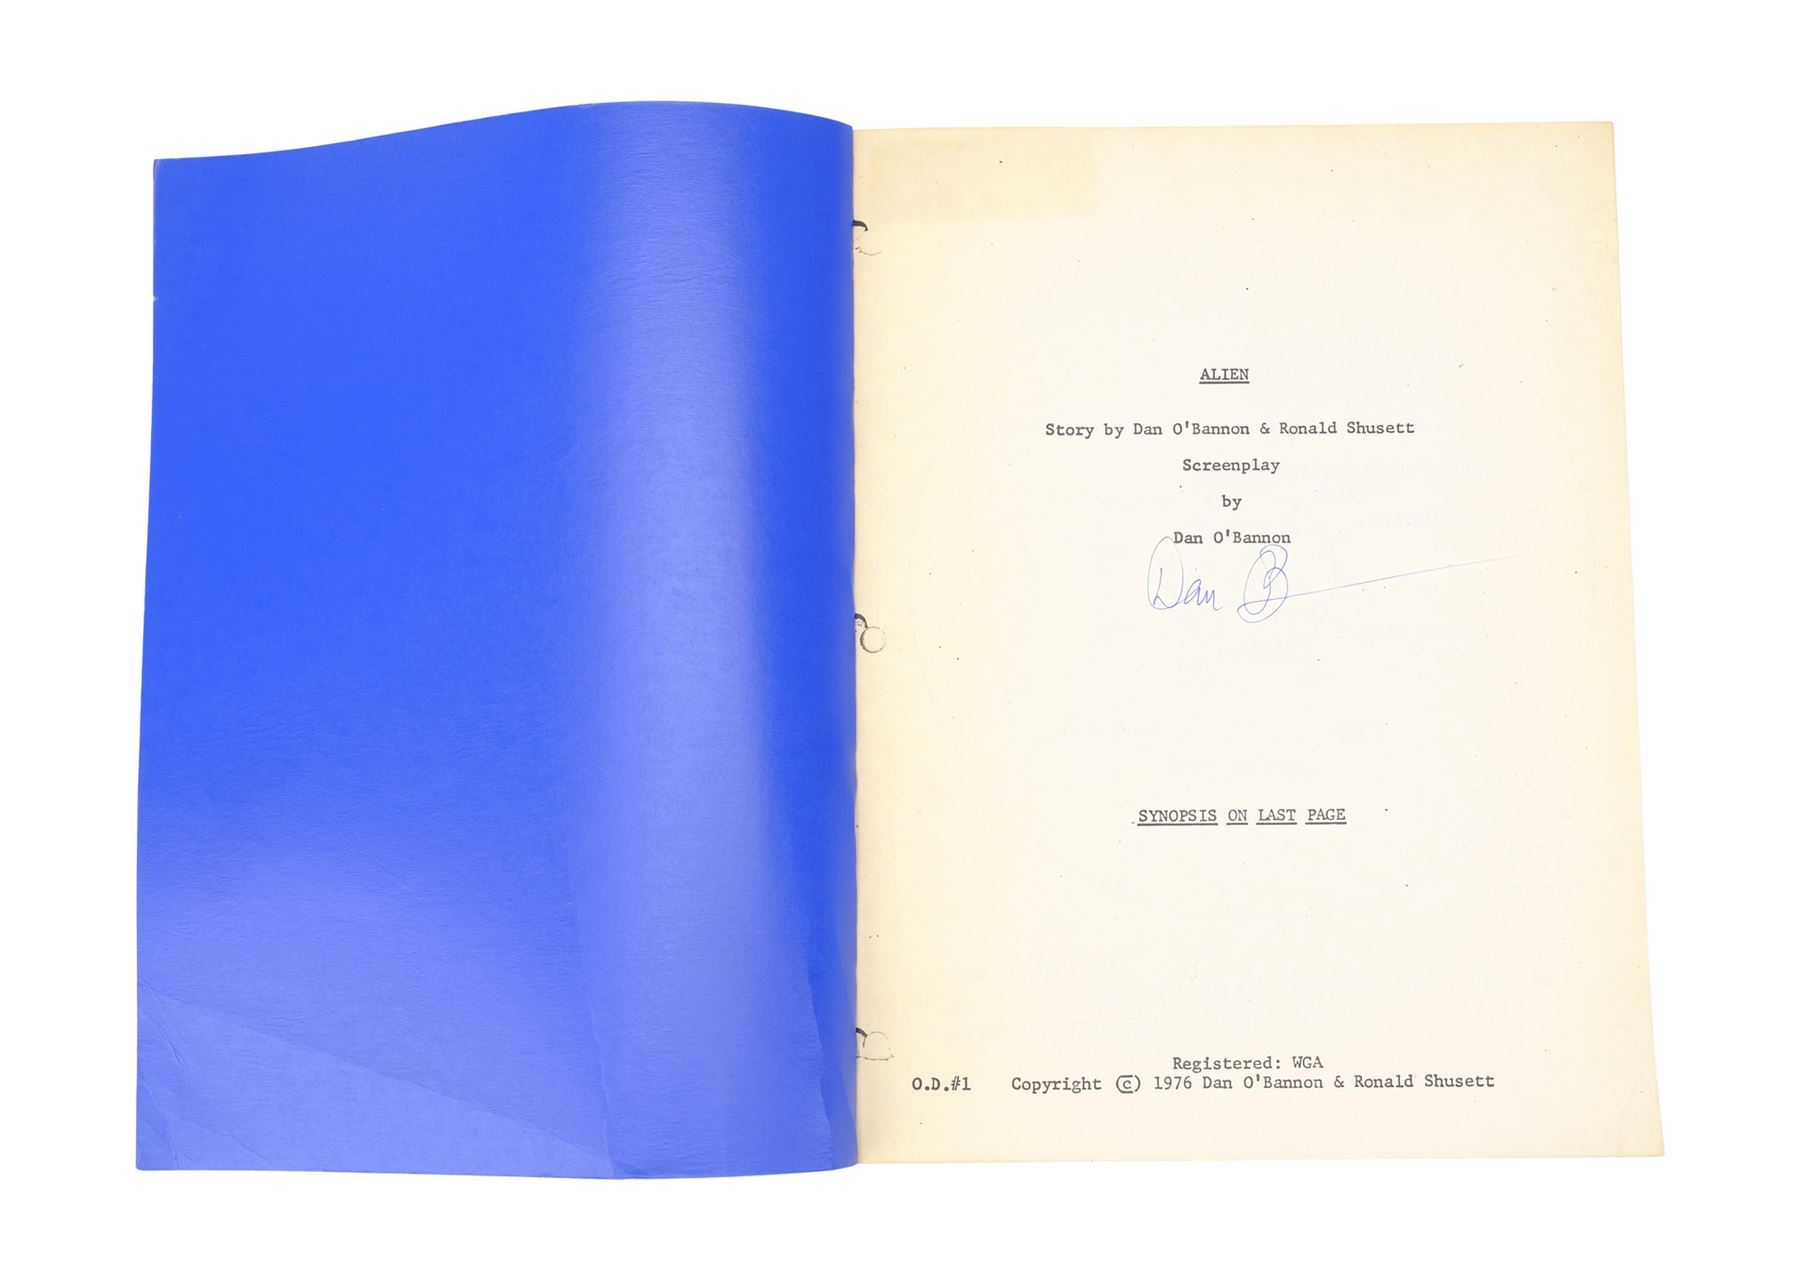 ALIEN
Story by Dan O'Bannon & Ronald Shusett
Screenplay
by
Dan O'Bannon
Dan OB
SYNOPSIS ON LAST PAGE
Registered: WGA
O.D.#1 Copyright © 1976 Dan O'Bannon & Ronald Shusett